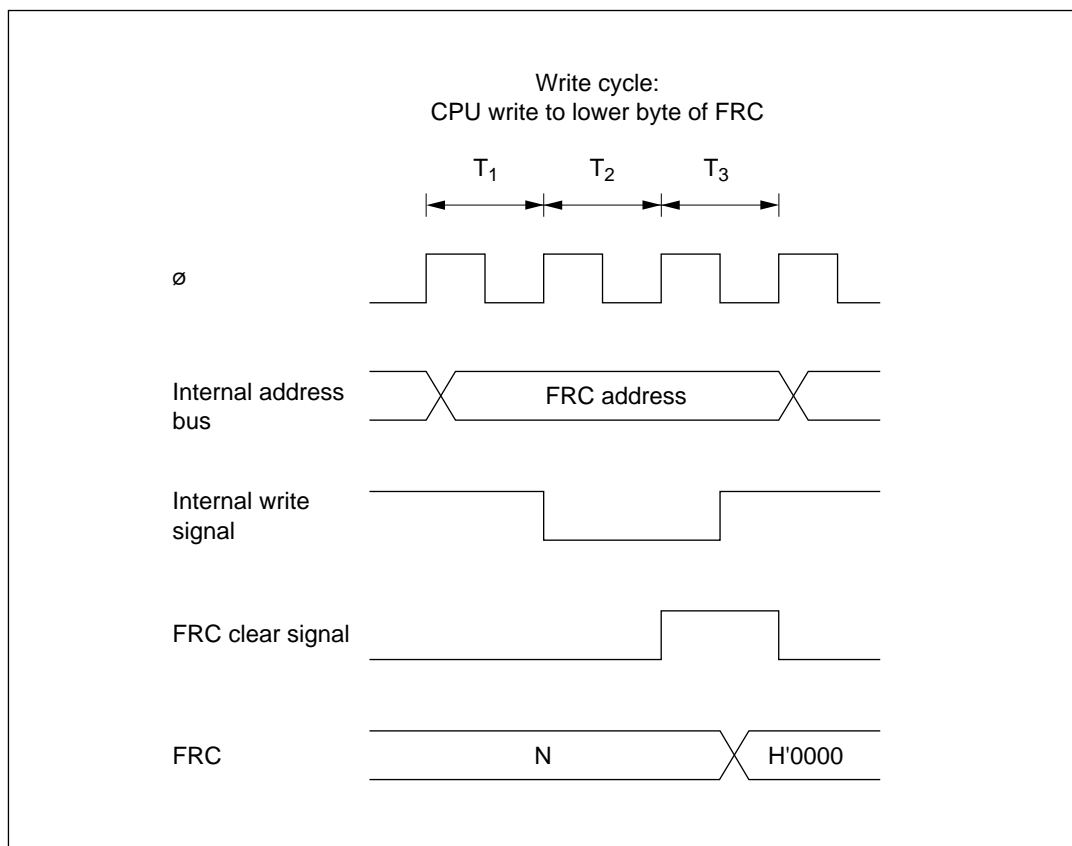 Write cycle:
CPU write to lower byte of FRC
T1 T2 T3
ø
Internal address
bus
FRC address
Internal write
signal
FRC clear signal
FRC
N
H'0000